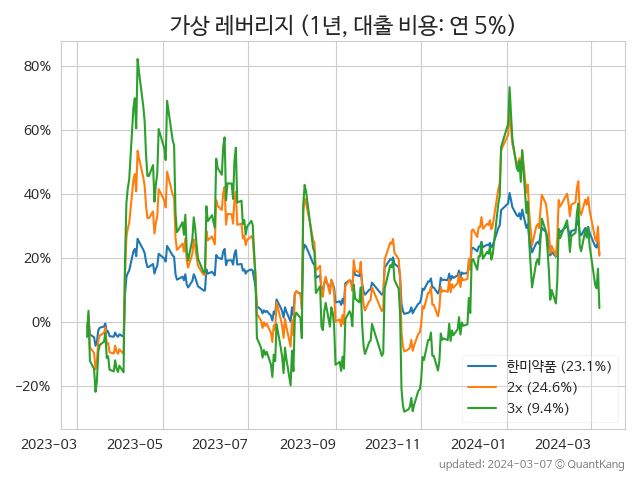 가상 레버리지 (1년, 대출 비용: 연 5%)
80%
60%
40%
20%
0%
−20%
한미약품 (23.1%)
2x (24.6%)
3x (9.4%)
2023-03 2023-05 2023-07 2023-09 2023-11 2024-01 2024-03
updated: 2024-03-07 © QuantKang